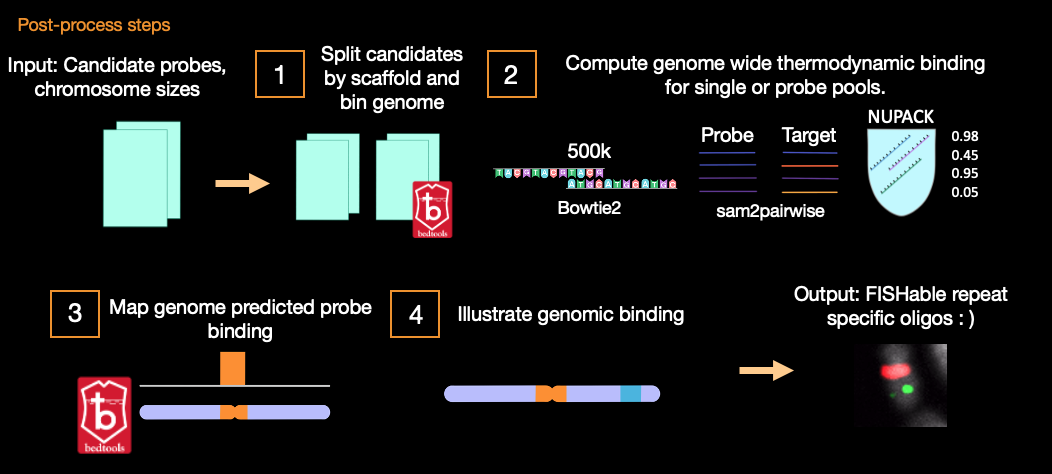 Post-process steps
Input: Candidate probes,
chromosome sizes
1
Split candidates
by scaffold and
bin genome
b
bedtools
2
Compute genome wide thermodynamic binding
for single or probe pools.
500k
TACGTACGTACG
ATGCATGCATGC
Bowtie2
Probe
Target
sam2pairwise
NUPACK
0.98
0.45
0.95
0.05
3
Map genome predicted probe
binding
b
bedtools
4
Illustrate genomic binding
Output: FISHable repeat
specific oligos : )